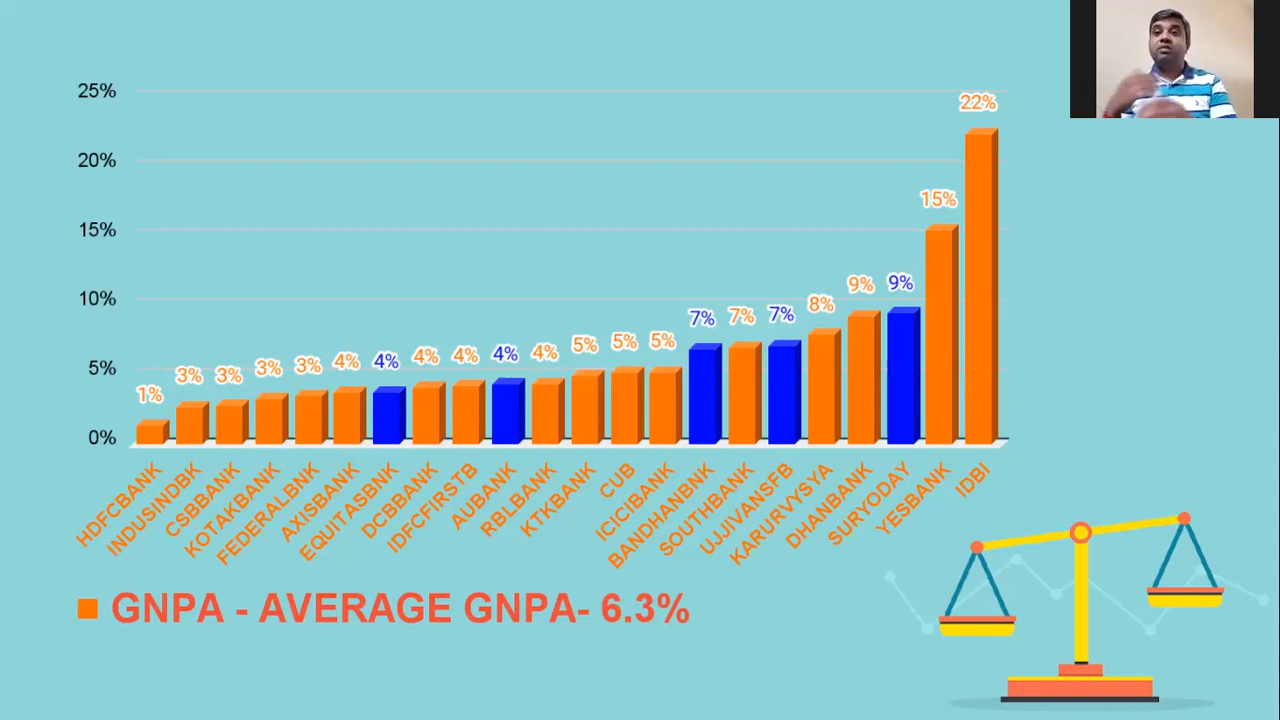 25%
20%
15%
10%
5%
0%
1%
3%
3%
3%
3%
4%
4%
4%
4%
4%
4%
5%
5%
5%
7%
7%
7%
8%
9%
9%
15%
22%
HDFCBANK
INDUSINDBK
CSBBANK
KOTAKBANK
FEDERALBNK
AXISBANK
EQUITASBNK
DCBBANK
IDFCFIRSTB
AUBANK
RBLBANK
KTKBANK
CUB
ICICIBANK
BANDHANBNK
SOUTHBANK
UJJIVANSFB
KARURVYSYA
DHANBANK
SURYODAY
YESBANK
IDBI
GNPA - AVERAGE GNPA- 6.3%